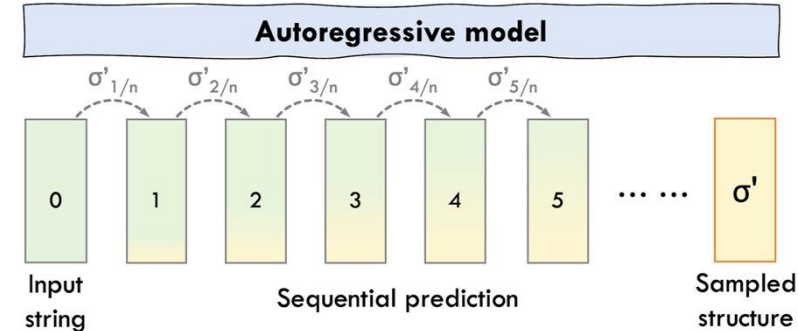 Autoregressive model
σ'1/n σ'2/n σ'3/n σ'4/n σ'5/n
0 1 2 3 4 5 ... ... σ'
Input
string
Sequential prediction
Sampled
structure